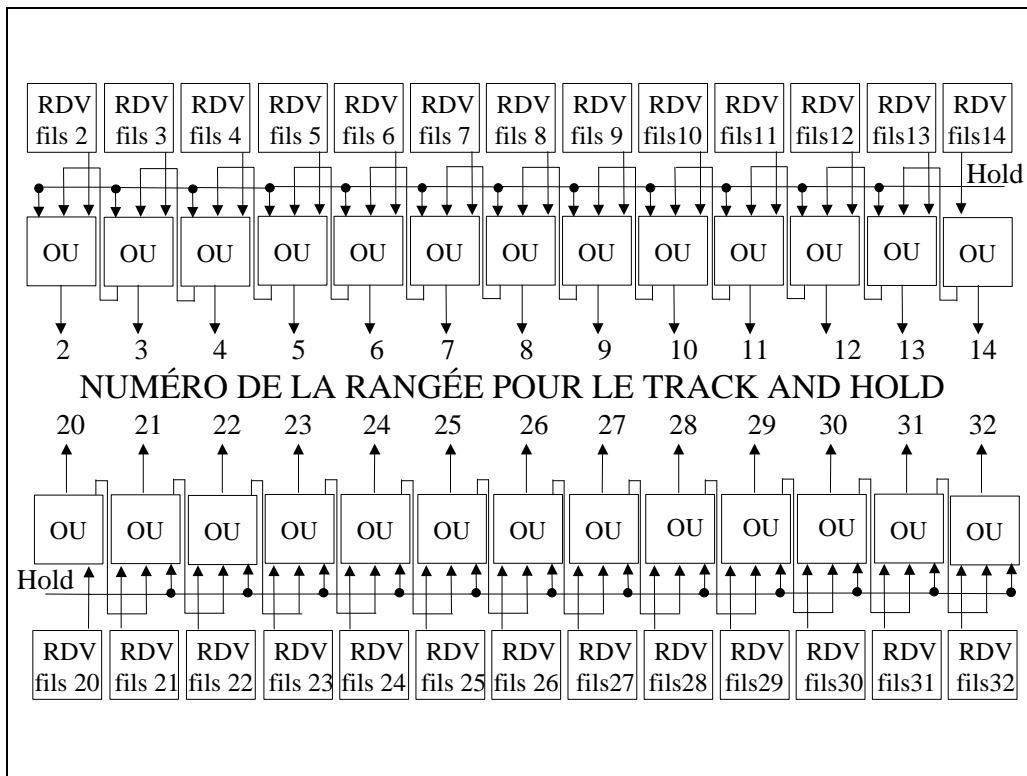 RDV RDV RDV RDV RDV RDV RDV RDV RDV RDV RDV RDV RDV
fils 2 fils 3 fils 4 fils 5 fils 6 fils 7 fils 8 fils 9 fils10 fils11 fils12 fils13 fils14
Hold
OU OU OU OU OU OU OU OU OU OU OU OU OU
2 3 4 5 6 7 8 9 10 11 12 13 14
NUMÉRO DE LA RANGÉE POUR LE TRACK AND HOLD
20 21 22 23 24 25 26 27 28 29 30 31 32
OU OU OU OU OU OU OU OU OU OU OU OU OU
Hold
RDV RDV RDV RDV RDV RDV RDV RDV RDV RDV RDV RDV RDV
fils 20 fils 21 fils 22 fils 23 fils 24 fils 25 fils 26 fils27 fils28 fils29 fils30 fils31 fils32